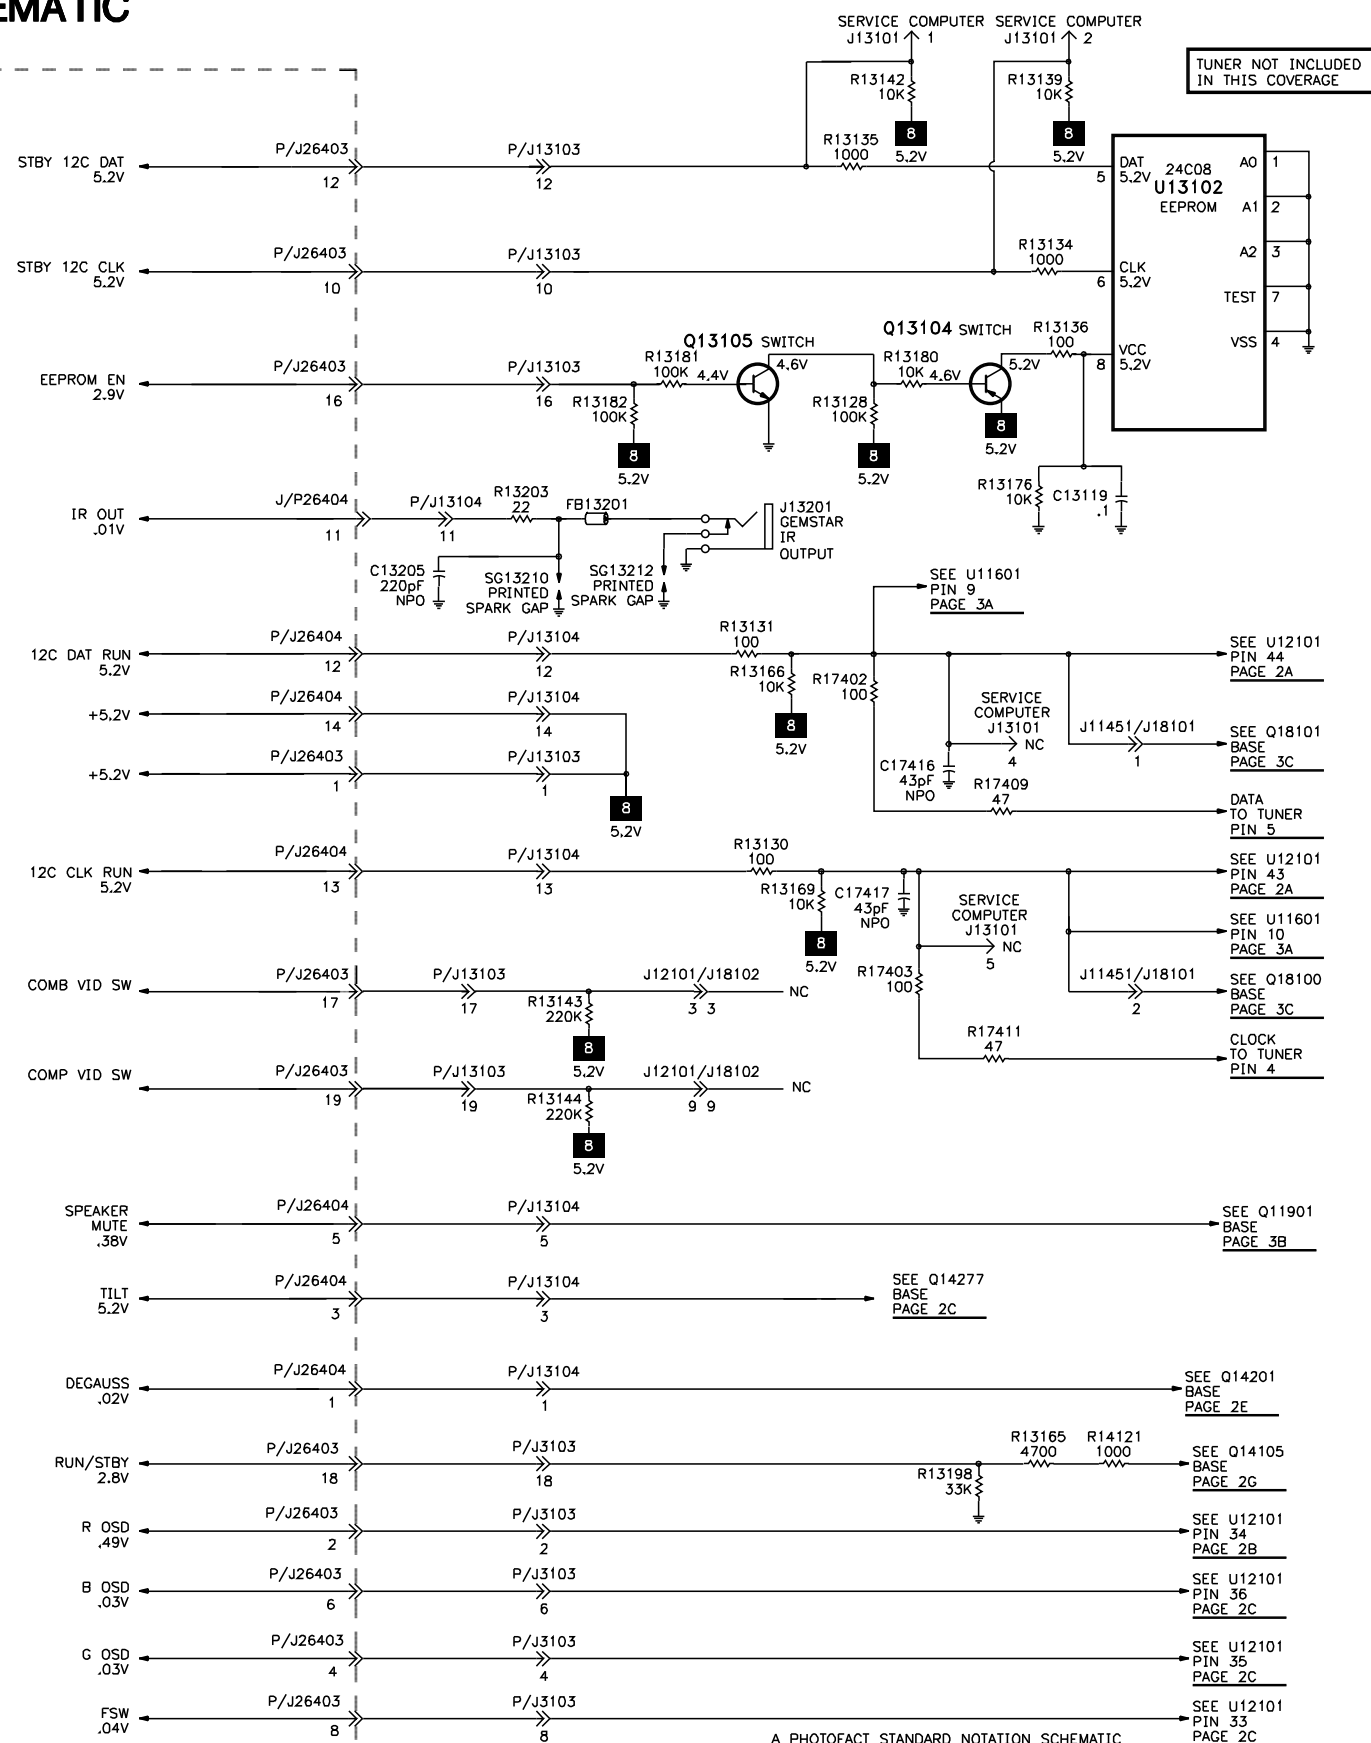 EMATIC
SERVICE COMPUTER
J13101
1
SERVICE COMPUTER
J13101
2
TUNER NOT INCLUDED
IN THIS COVERAGE
R13142
10K
8
5.2V
R13139
10K
8
5.2V
STBY 12C DAT
5.2V
P/J26403
12
P/J13103
12
R13135
1000
5
DAT
5.2V
24C08
U13102
EEPROM
A0
1
A1
2
A2
3
TEST
7
VSS
4
STBY 12C CLK
5.2V
P/J26403
10
P/J13103
10
R13134
1000
6
CLK
5.2V
EEPROM EN
2.9V
P/J26403
16
P/J13103
16
R13182
100K
8
5.2V
R13181
100K
4.4V
Q13105 SWITCH
4.6V
R13128
100K
8
5.2V
R13180
10K
4.6V
Q13104 SWITCH
5.2V
8
5.2V
R13136
100
8
VCC
5.2V
R13176
10K
C13119
.1
IR OUT
.01V
J/P26404
11
P/J13104
11
R13203
22
FB13201
J13201
GEMSTAR
IR
OUTPUT
C13205
220pF
NPO
SG13210
PRINTED
SPARK GAP
SG13212
PRINTED
SPARK GAP
SEE U11601
PIN 9
PAGE 3A
12C DAT RUN
5.2V
P/J26404
12
P/J13104
12
R13131
100
R13166
10K
8
5.2V
R17402
100
SEE U12101
PIN 44
PAGE 2A
SERVICE
COMPUTER
J13101
NC
4
C17416
43pF
NPO
J11451/J18101
1
SEE Q18101
BASE
PAGE 3C
+5.2V
P/J26404
14
P/J13104
14
+5.2V
P/J26403
1
P/J13103
1
8
5.2V
R17409
47
DATA
TO TUNER
PIN 5
12C CLK RUN
5.2V
P/J26404
13
P/J13104
13
R13130
100
R13169
10K
8
5.2V
C17417
43pF
NPO
SERVICE
COMPUTER
J13101
NC
5
SEE U12101
PIN 43
PAGE 2A
SEE U11601
PIN 10
PAGE 3A
R17403
100
J11451/J18101
2
SEE Q18100
BASE
PAGE 3C
R17411
47
CLOCK
TO TUNER
PIN 4
COMB VID SW
P/J26403
17
P/J13103
17
R13143
220K
8
5.2V
J12101/J18102
3 3
NC
COMP VID SW
P/J26403
19
P/J13103
19
R13144
220K
8
5.2V
J12101/J18102
9 9
NC
SPEAKER
MUTE
.38V
P/J26404
5
P/J13104
5
SEE Q11901
BASE
PAGE 3B
TILT
5.2V
P/J26404
3
P/J13104
3
SEE Q14277
BASE
PAGE 2C
DEGAUSS
.02V
P/J26404
1
P/J13104
1
SEE Q14201
BASE
PAGE 2E
RUN/STBY
2.8V
P/J26403
18
P/J3103
18
R13198
33K
R13165
4700
R14121
1000
SEE Q14105
BASE
PAGE 2G
R OSD
.49V
P/J26403
2
P/J3103
2
SEE U12101
PIN 34
PAGE 2B
B OSD
.03V
P/J26403
6
P/J3103
6
SEE U12101
PIN 36
PAGE 2C
G OSD
.03V
P/J26403
4
P/J3103
4
SEE U12101
PIN 35
PAGE 2C
FSW
.04V
P/J26403
8
P/J3103
8
SEE U12101
PIN 33
PAGE 2C
A PHOTOFACT STANDARD NOTATION SCHEMATIC